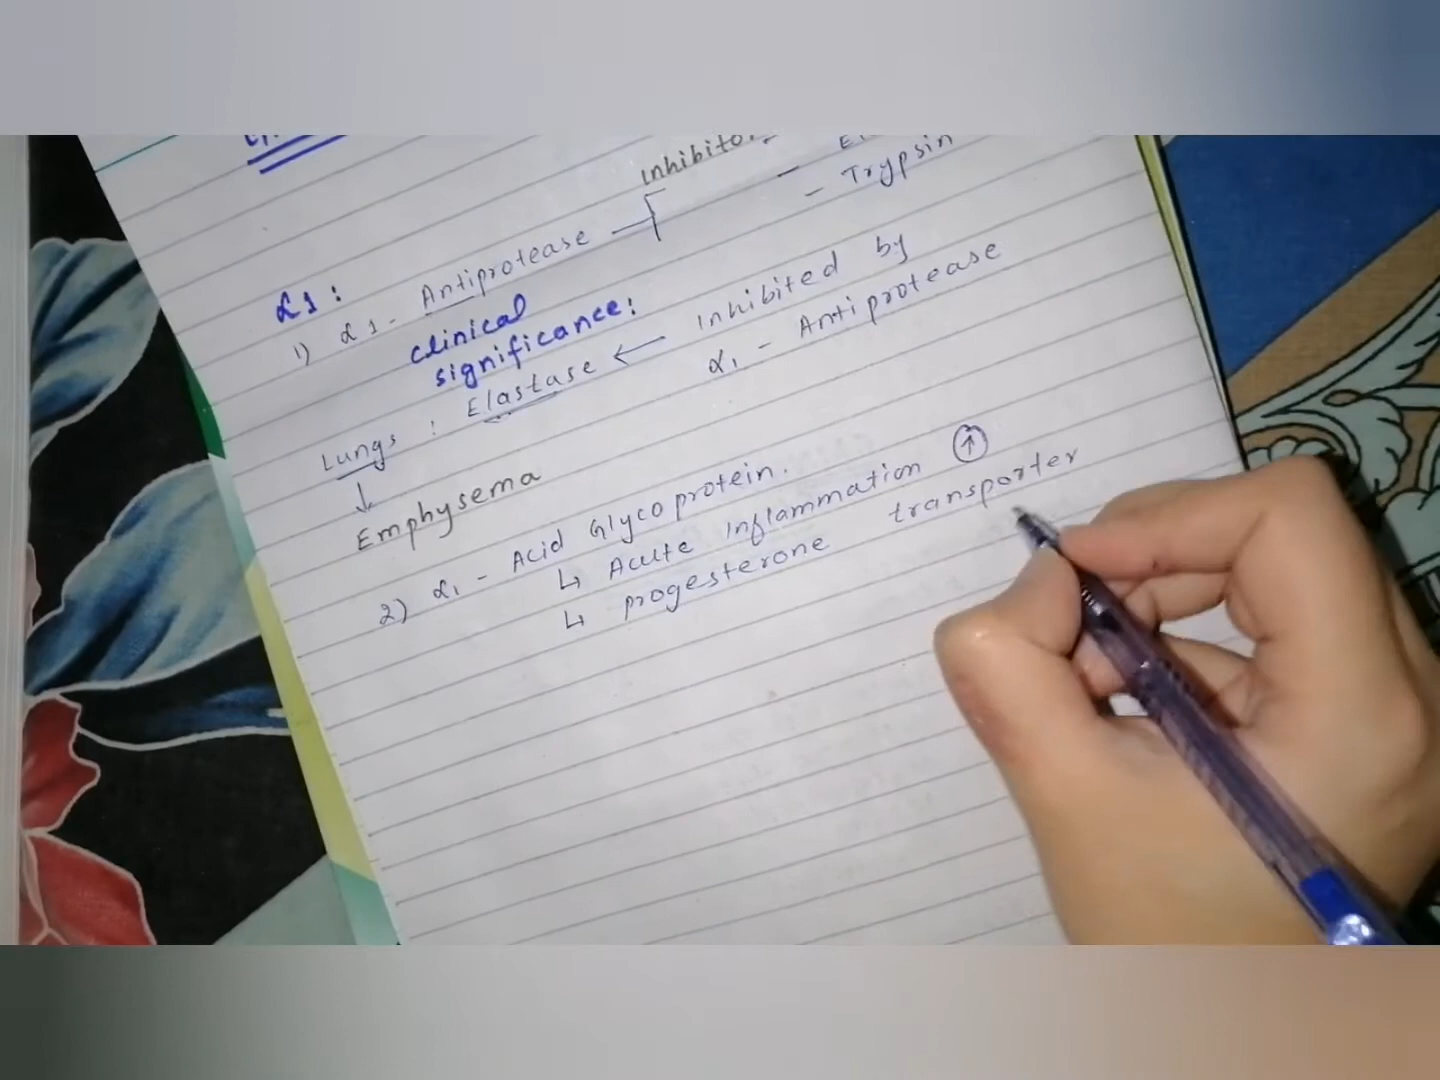 - Trypsin
α1:
1) α1- Antiprotease
clinical
significance:
Lungs : Elastase ← Inhibited by
α₁ - Antiprotease
↓
Emphysema
2) α₁ - Acid Glycoprotein.
↳ Acute inflammation ↑
↳ progesterone transporter